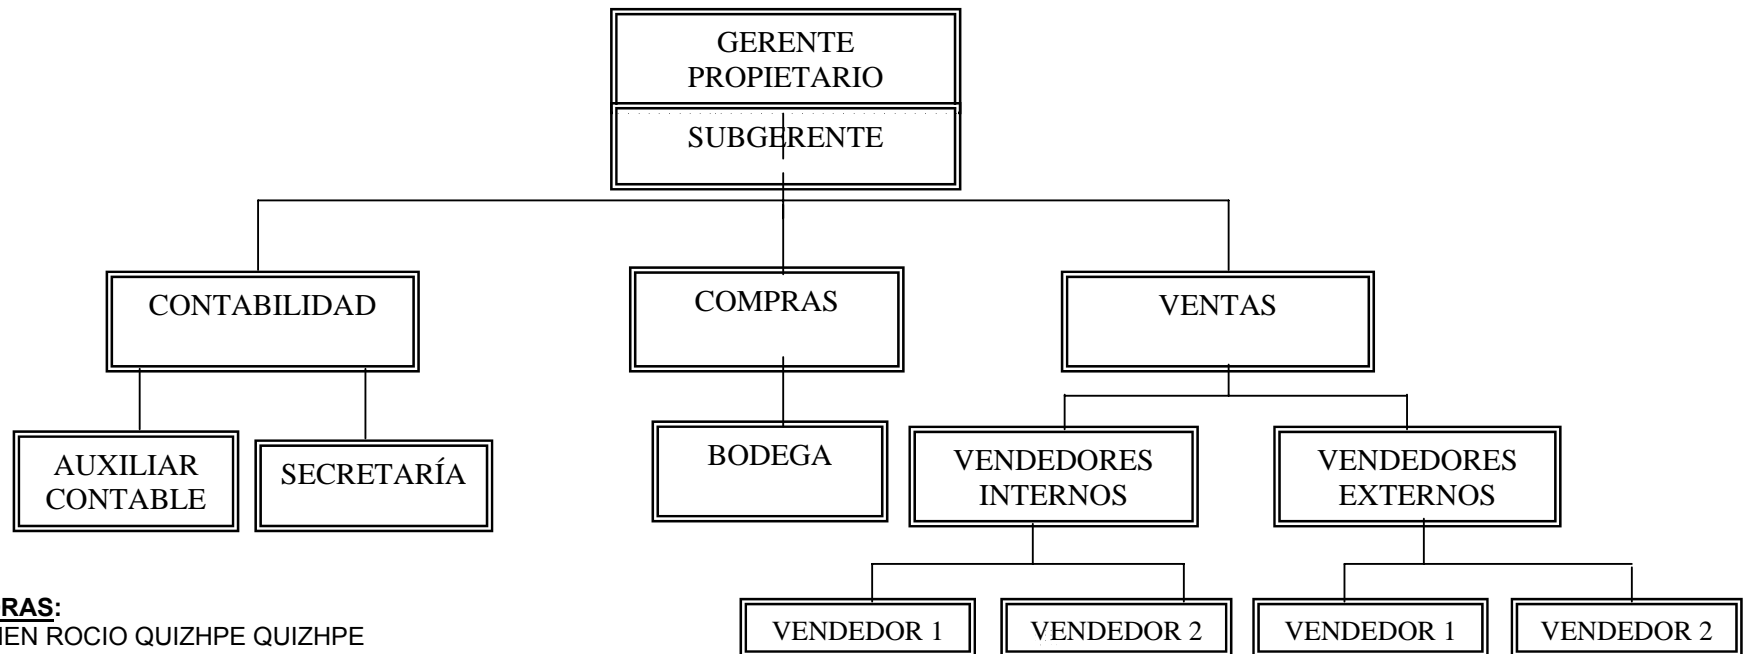 GERENTE
PROPIETARIO
SUBGERENTE
CONTABILIDAD
COMPRAS
VENTAS
AUXILIAR
CONTABLE
SECRETARÍA
BODEGA
VENDEDORES
INTERNOS
VENDEDORES
EXTERNOS
VENDEDOR 1
VENDEDOR 2
VENDEDOR 1
VENDEDOR 2
ROCIO QUIZHPE QUIZHPE